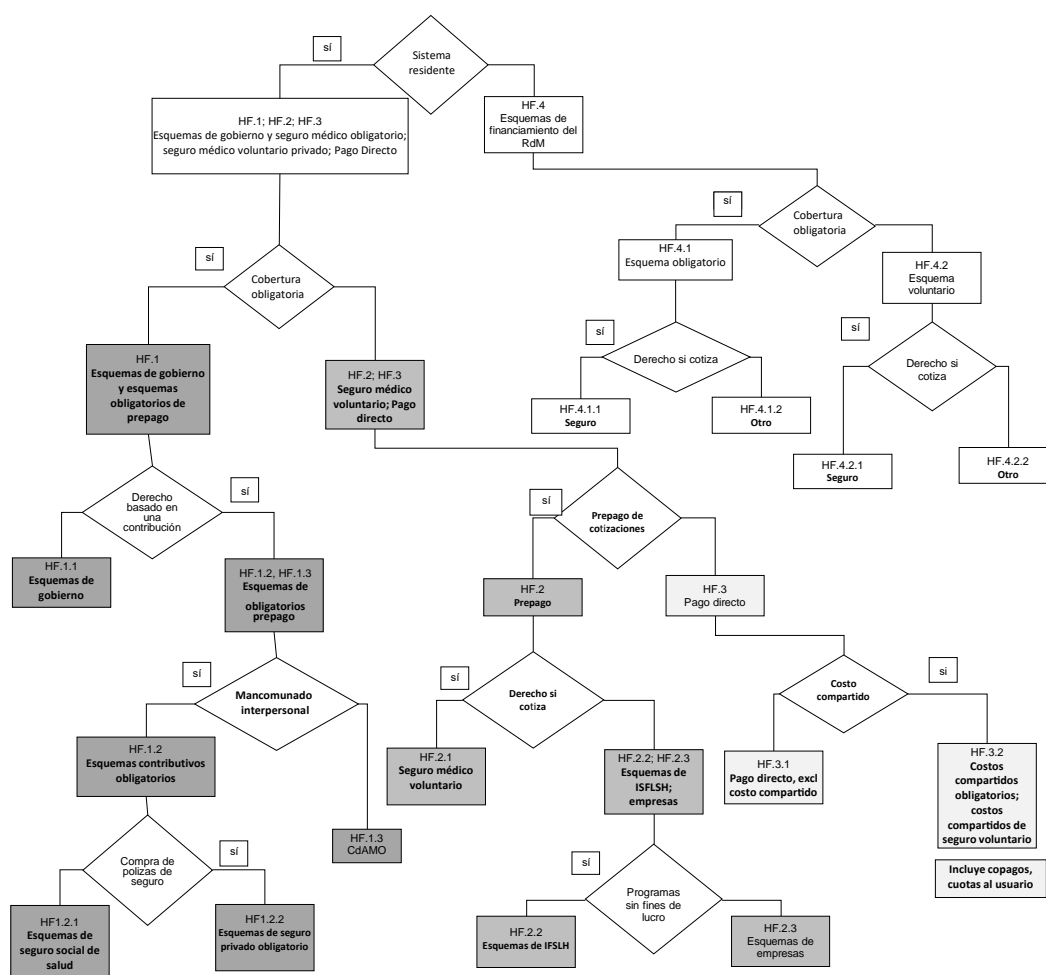 sí
Sistema
residente
HF.1; HF.2; HF.3
Esquemas de gobierno y seguro médico obligatorio;
seguro médico voluntario privado; Pago Directo
HF.4
Esquemas de
financiamiento del
RdM
sí
Cobertura
obligatoria
sí
Cobertura
obligatoria
HF.4.1
Esquema obligatorio
HF.4.2
Esquema
voluntario
sí
Derecho si cotiza
sí
Derecho si
cotiza
HF.1
Esquemas de gobierno
y esquemas
obligatorios de
prepago
HF.2; HF.3
Seguro médico
voluntario; Pago
directo
HF.4.1.1
Seguro
HF.4.1.2
Otro
HF.4.2.1
Seguro
HF.4.2.2
Otro
Derecho
basado en
una
contribución
sí
sí
Prepago de
cotizaciones
HF.1.1
Esquemas de
gobierno
HF.1.2, HF.1.3
Esquemas de
obligatorios
prepago
HF.2
Prepago
HF.3
Pago directo
sí
Mancomunado
interpersonal
sí
Derecho si
cotiza
Costo
compartido
si
HF.1.2
Esquemas contributivos
obligatorios
HF.2.1
Seguro médico
voluntario
HF.2.2; HF.2.3
Esquemas de
ISFLSH;
empresas
HF.3.1
Pago directo, excl
costo compartido
HF.3.2
Costos
compartidos
obligatorios;
costos
compartidos de
seguro voluntario
HF.1.3
CdAMO
Compra de
polizas de
seguro
sí
sí
Programas
sin fines de
lucro
Incluye copagos,
cuotas al usuario
HF1.2.1
Esquemas de
seguro social de
salud
HF1.2.2
Esquemas de seguro
privado obligatorio
HF.2.2
Esquemas de IFSLH
HF.2.3
Esquemas de
empresas